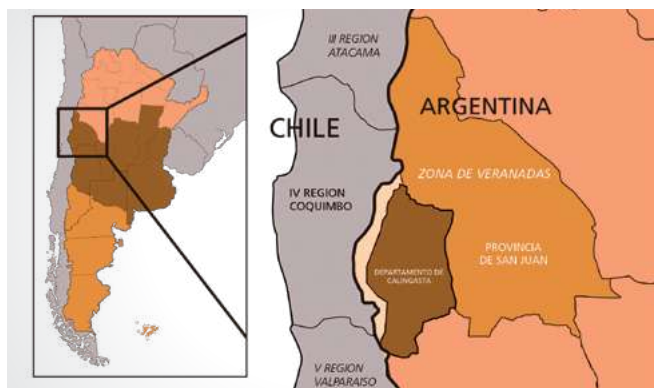 III REGION
ATACAMA
ARGENTINA
CHILE
ZONA DE VERANADAS
IV REGION
COQUIMBO
PROVINCIA
DE SAN JUAN
DEPARTAMENTO DE
CALINGASTA
V REGION
VALPARAISO